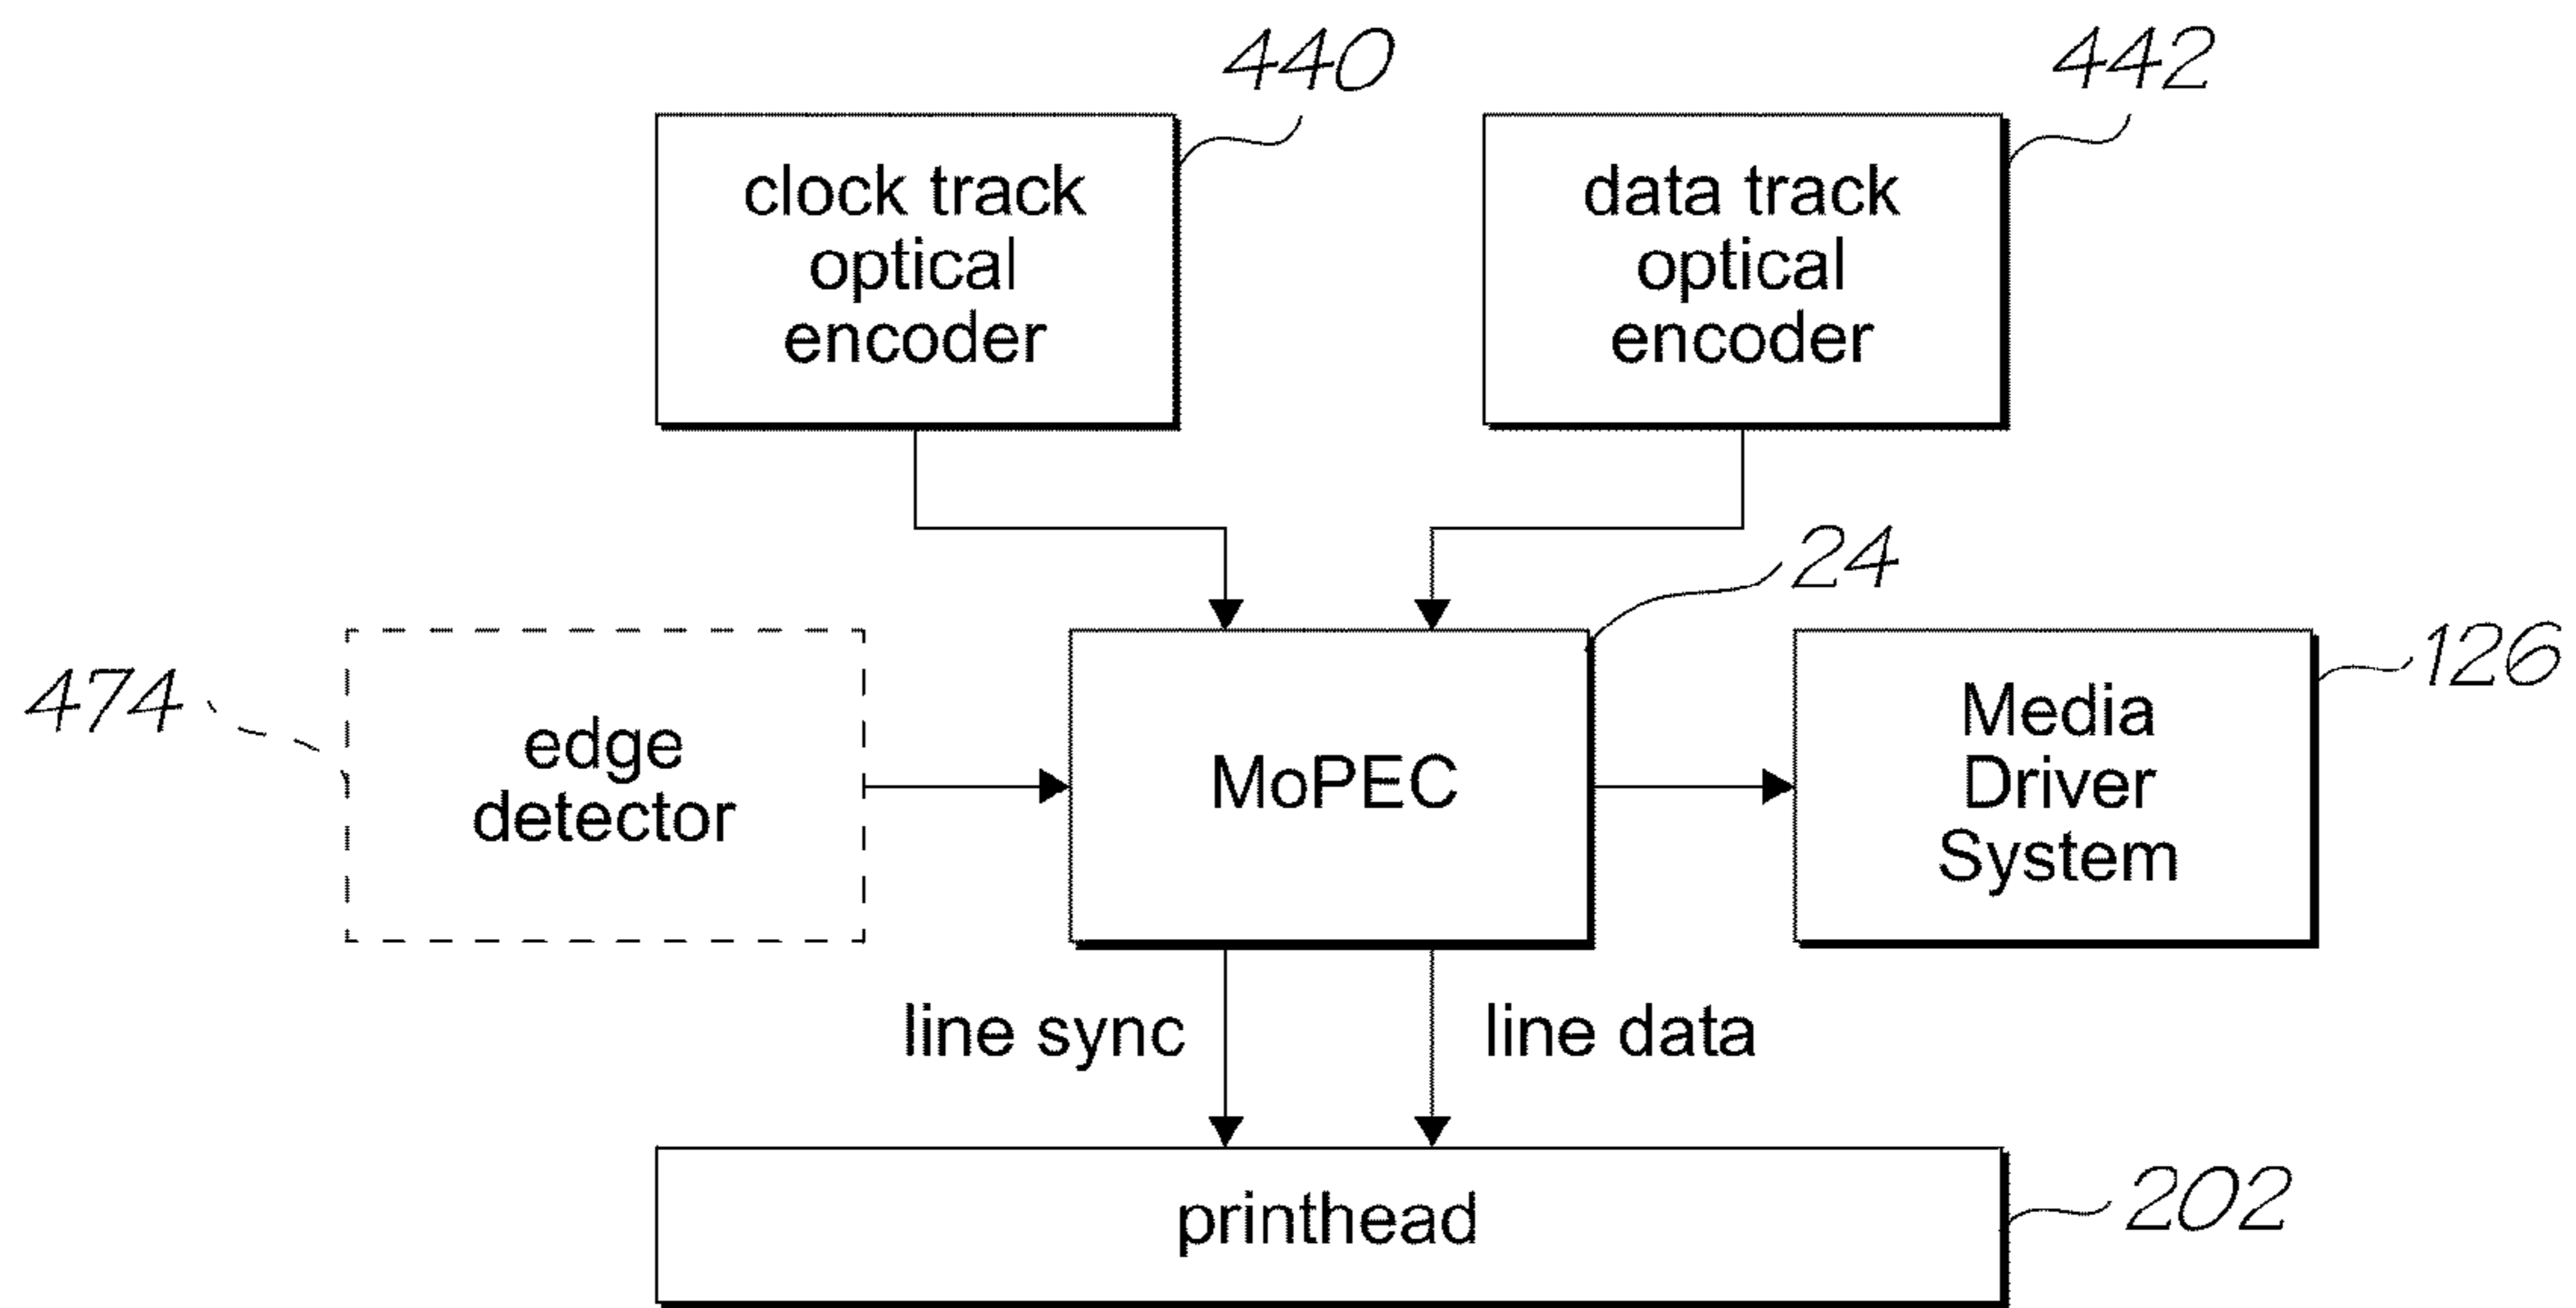 440
442
clock track
optical
encoder
data track
optical
encoder
24
474
edge
detector
MoPEC
126
Media
Driver
System
line sync
line data
printhead
202